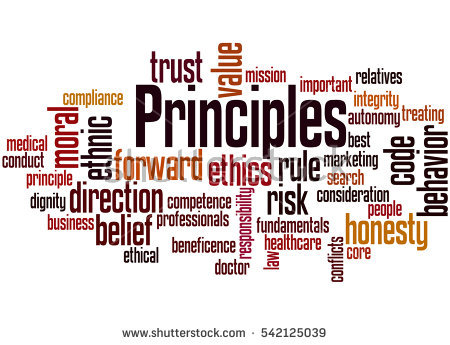 trust
value
mission
important
relatives
compliance
Principles
integrity
autonomy
treating
medical
conduct
moral
ethnic
forward
ethics
rule
best
marketing
search
code
behavior
principle
dignity
direction
competence
responsibility
risk
consideration
people
business
belief
professionals
fundamentals
honesty
ethical
beneficence
healthcare
law
conflicts
core
doctor
shutterstock
www.shutterstock.com · 542125039